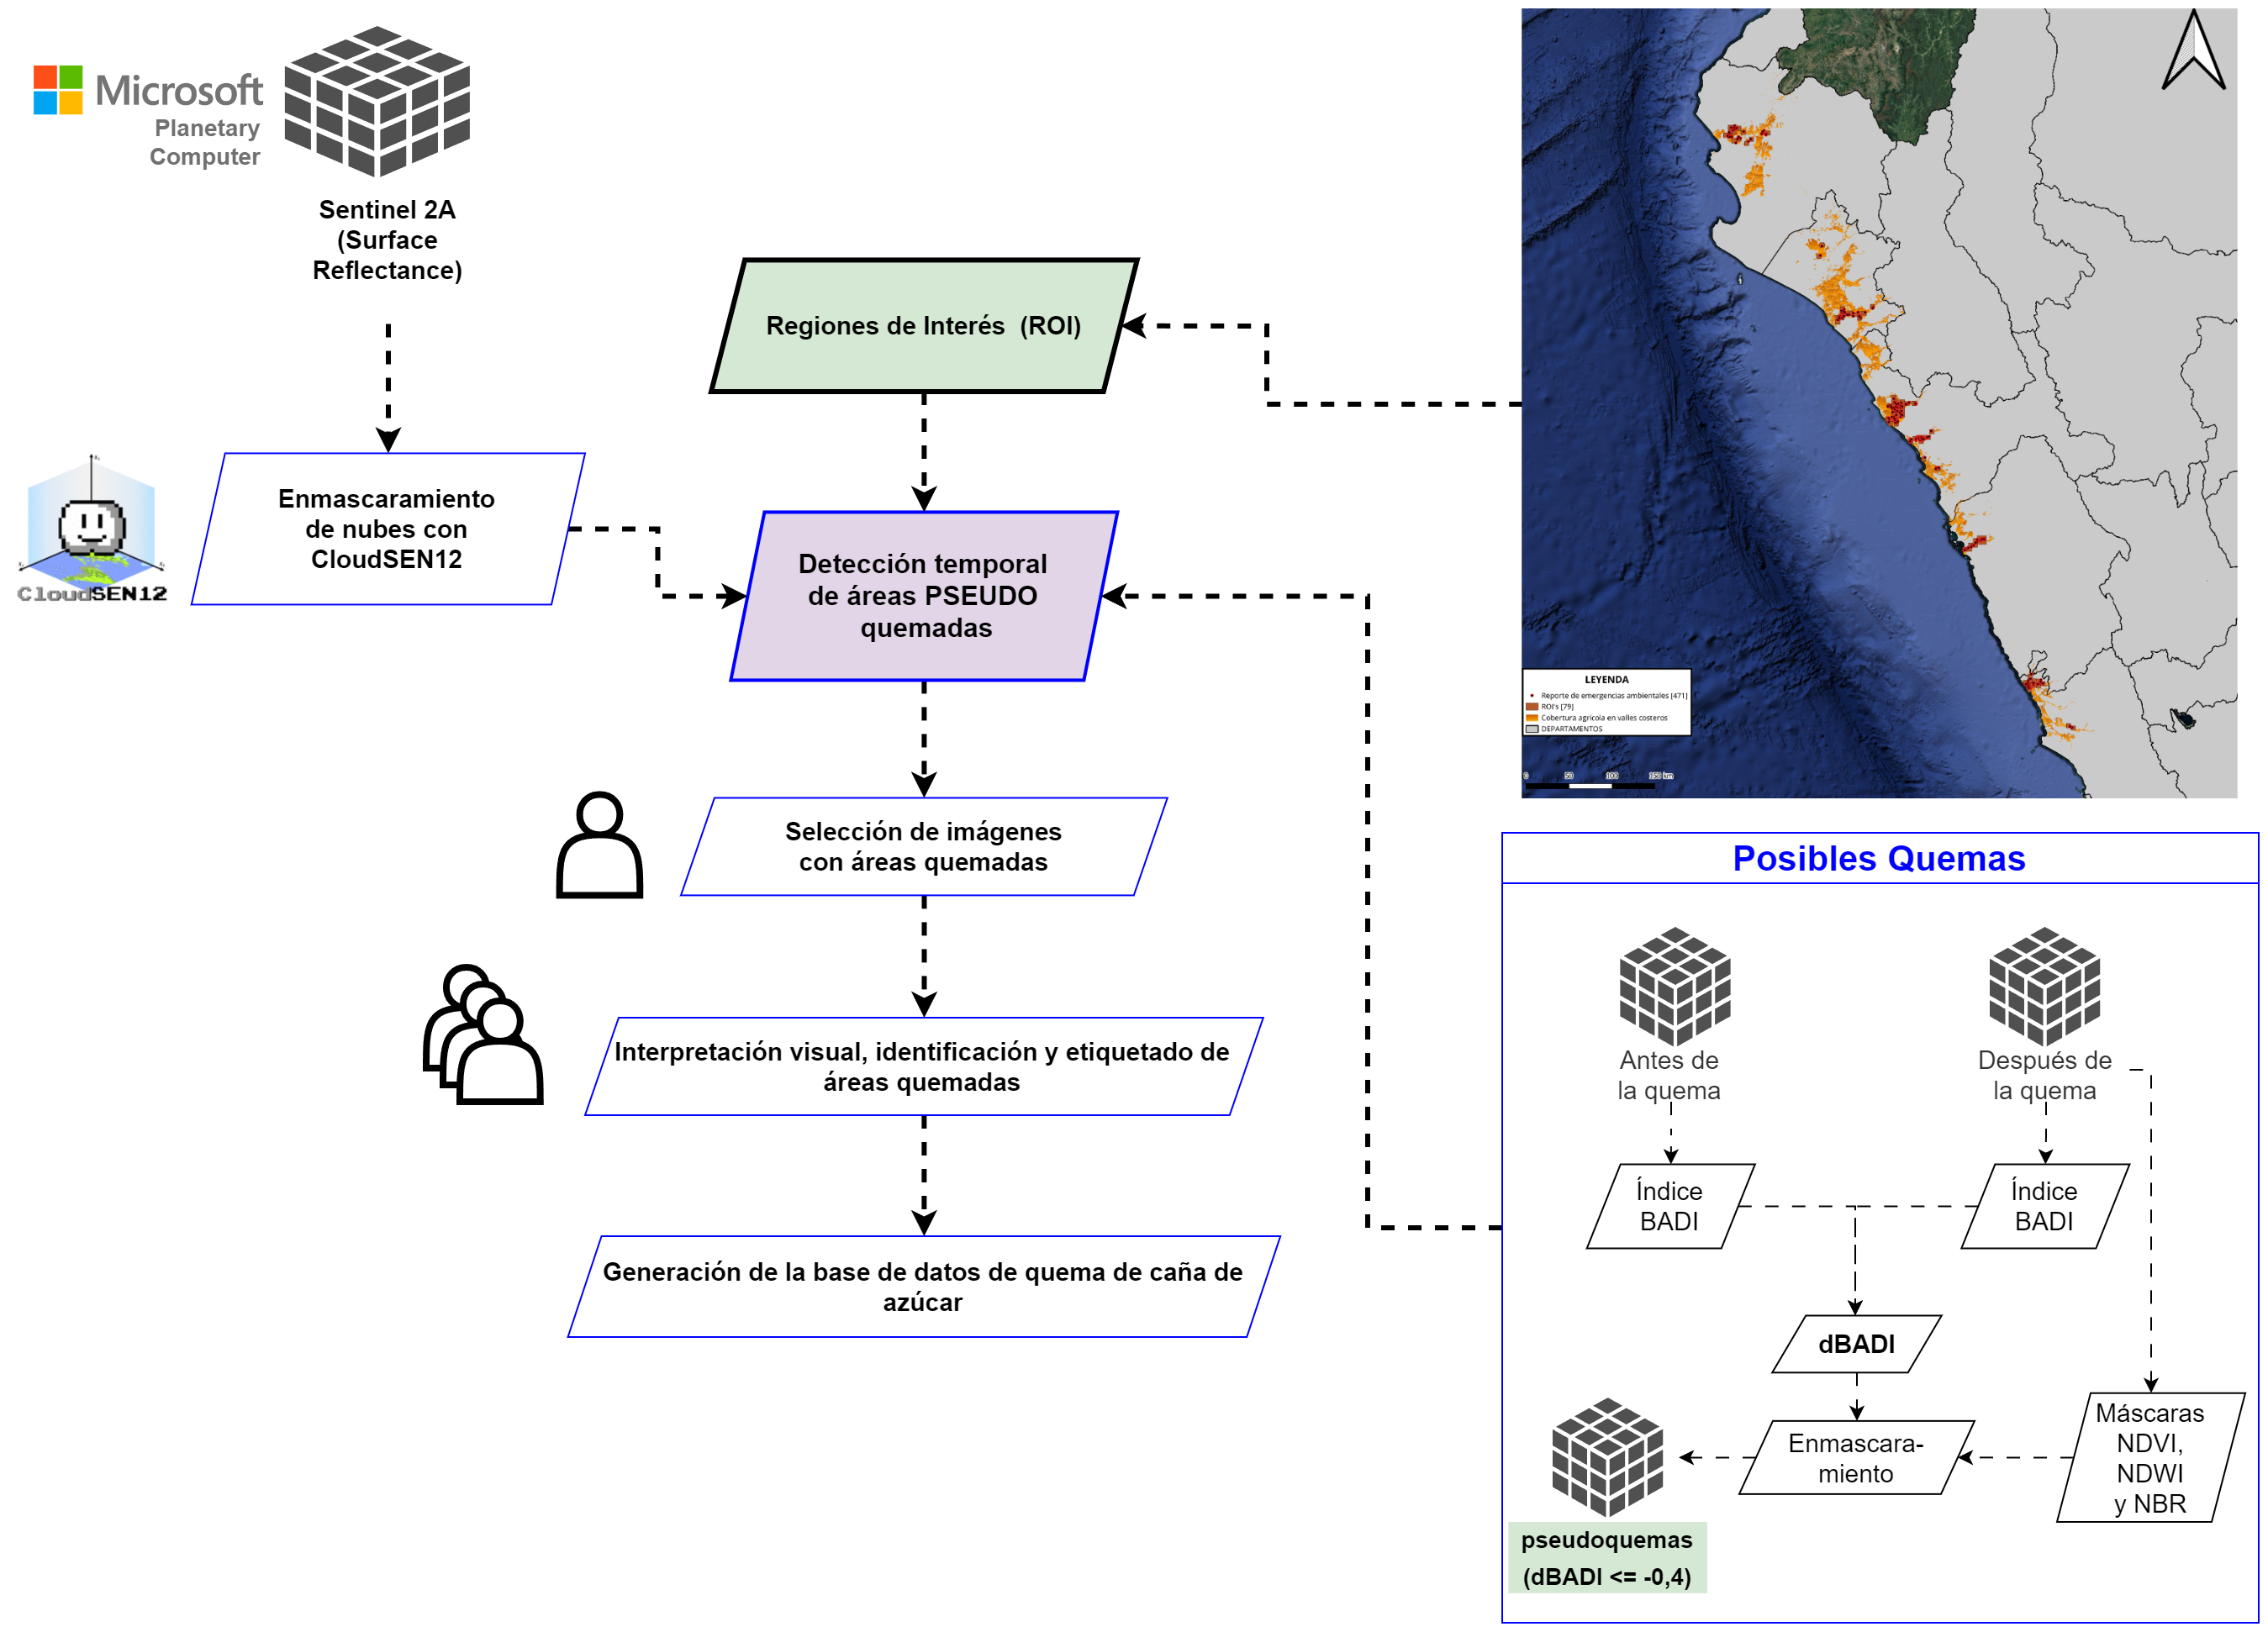 Microsoft
Planetary
Computer
Sentinel 2A
(Surface
Reflectance)
Regiones de Interés (ROI)
Enmascaramiento
de nubes con
CloudSEN12
CloudSEN12
Detección temporal
de áreas PSEUDO
quemadas
Selección de imágenes
con áreas quemadas
Interpretación visual, identificación y etiquetado de
áreas quemadas
Generación de la base de datos de quema de caña de
azúcar
LEYENDA
Reporte de emergencias ambientales [471]
ROI's [79]
Cobertura agrícola en valles costeros
DEPARTAMENTOS
0 50 100 150 km
Posibles Quemas
Antes de
la quema
Después de
la quema
Índice
BADI
Índice
BADI
dBADI
Enmascara-
miento
Máscaras
NDVI,
NDWI
y NBR
pseudoquemas
(dBADI <= -0,4)